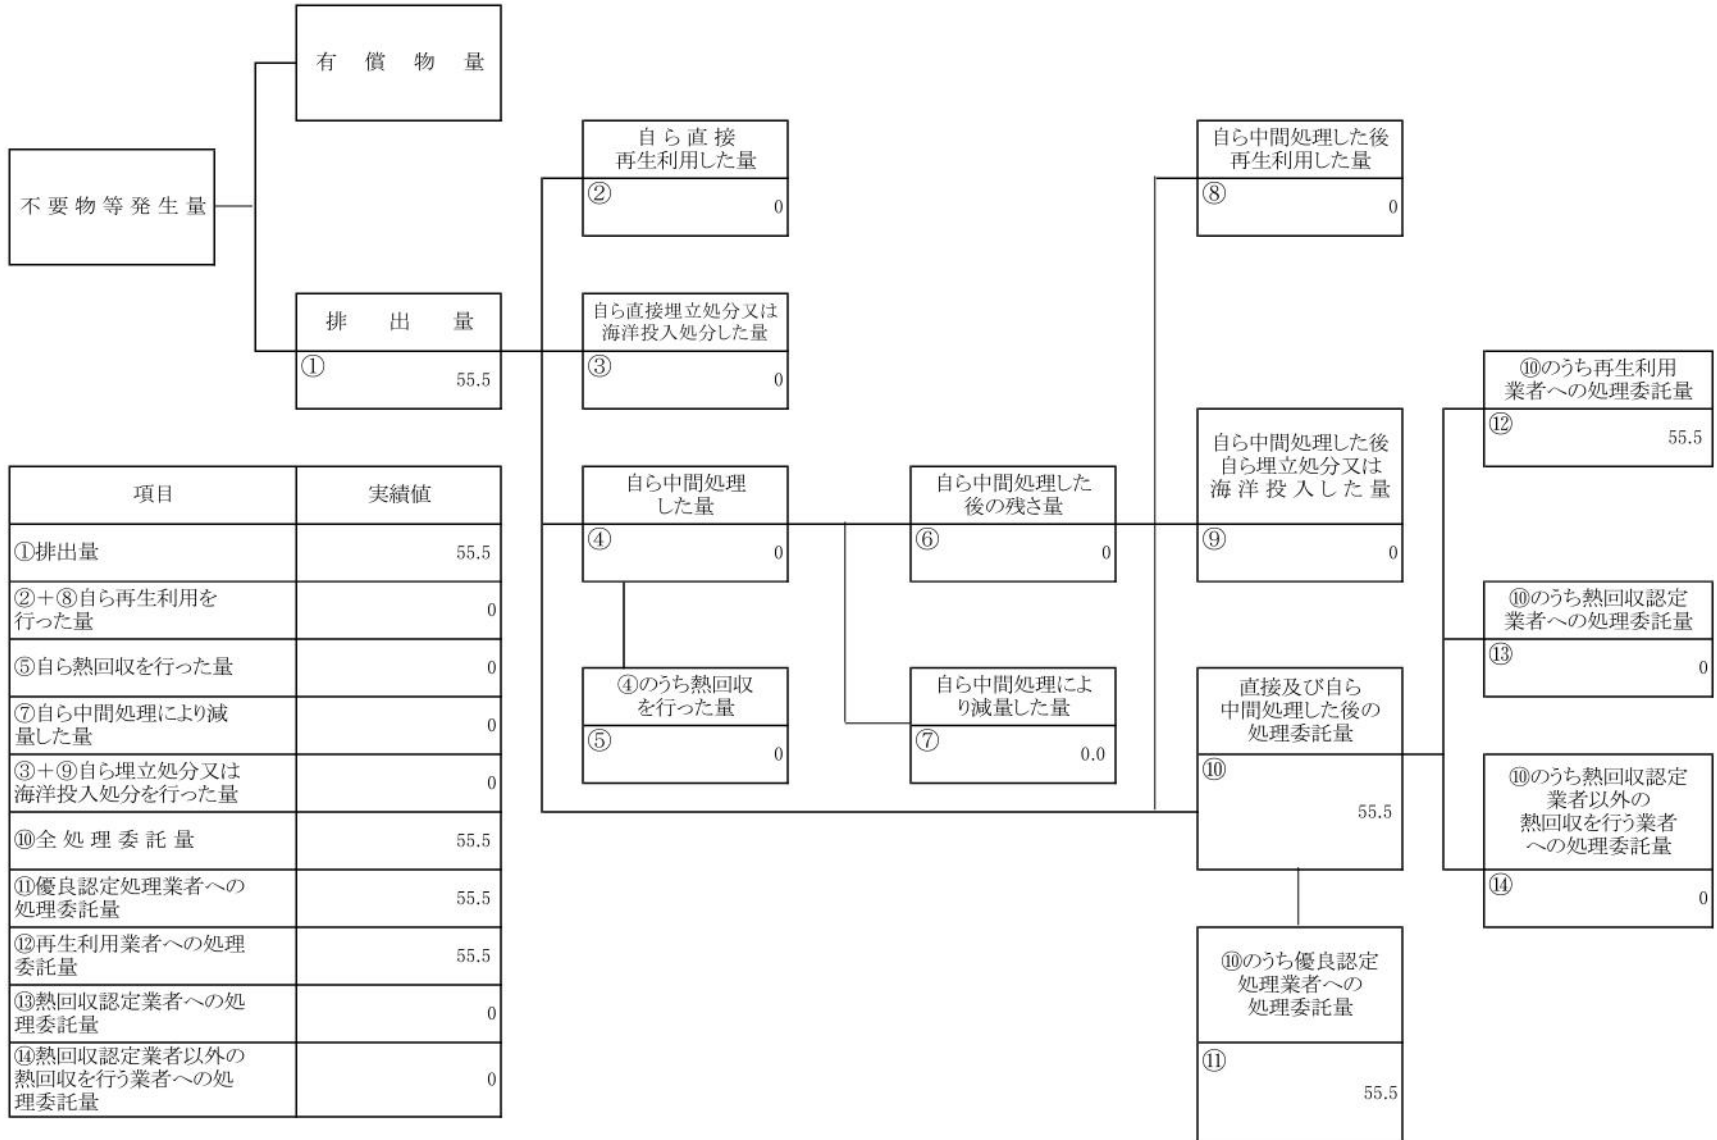 有償物量
不要物等発生量
排出量
①
55.5
自ら直接
再生利用した量
②
0
自ら直接埋立処分又は
海洋投入処分した量
③
0
自ら中間処理
した量
④
0
④のうち熱回収
を行った量
⑤
0
自ら中間処理した
後の残さ量
⑥
0
自ら中間処理によ
り減量した量
⑦
0.0
自ら中間処理した後
再生利用した量
⑧
0
自ら中間処理した後
自ら埋立処分又は
海洋投入した量
⑨
0
直接及び自ら
中間処理した後の
処理委託量
⑩
55.5
⑩のうち優良認定
処理業者への
処理委託量
⑪
55.5
⑩のうち再生利用
業者への処理委託量
⑫
55.5
⑩のうち熱回収認定
業者への処理委託量
⑬
0
⑩のうち熱回収認定
業者以外の
熱回収を行う業者
への処理委託量
⑭
0
項目 実績値
①排出量 55.5
②+⑧自ら再生利用を
行った量 0
⑤自ら熱回収を行った量 0
⑦自ら中間処理により減
量した量 0
③+⑨自ら埋立処分又は
海洋投入処分を行った量 0
⑩全処理委託量 55.5
⑪優良認定処理業者への
処理委託量 55.5
⑫再生利用業者への処理
委託量 55.5
⑬熱回収認定業者への処
理委託量 0
⑭熱回収認定業者以外の
熱回収を行う業者への処
理委託量 0